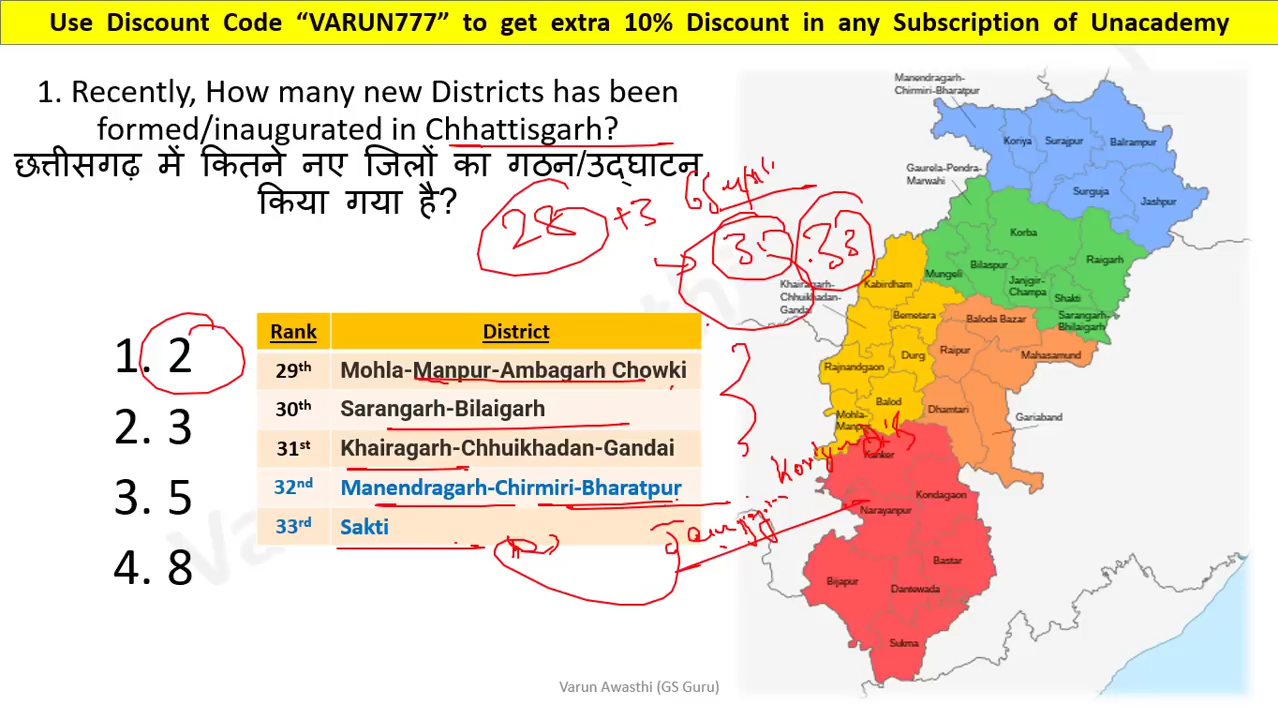 Use Discount Code “VARUN777” to get extra 10% Discount in any Subscription of Unacademy
1. Recently, How many new Districts has been
formed/inaugurated in Chhattisgarh?
छत्तीसगढ़ में कितने नए जिलों का गठन/उद्घाटन
किया गया है?
28 +3
33
1. 2
2. 3
3. 5
4. 8
Rank District
29th Mohla-Manpur-Ambagarh Chowki
30th Sarangarh-Bilaigarh
31st Khairagarh-Chhuikhadan-Gandai
32nd Manendragarh-Chirmiri-Bharatpur
33rd Sakti
Manendragarh-
Chirmiri-Bharatpur
Koriya
Surajpur
Balrampur
Gaurela-Pendra-
Marwahi
Surguja
Jashpur
Korba
Raigarh
Bilaspur
Mungeli
Janjgir-
Champa
Shakti
Sarangarh-
Bhilaigarh
Kabirdham
Khairagarh-
Chhuikhadan-
Gandai
Bemetara
Baloda Bazar
Durg
Raipur
Mahasamund
Rajnandgaon
Balod
Dhamtari
Gariaband
Mohla-
Manpur
Kanker
Kondagaon
Narayanpur
Bastar
Bijapur
Dantewada
Sukma
Varun Awasthi (GS Guru)